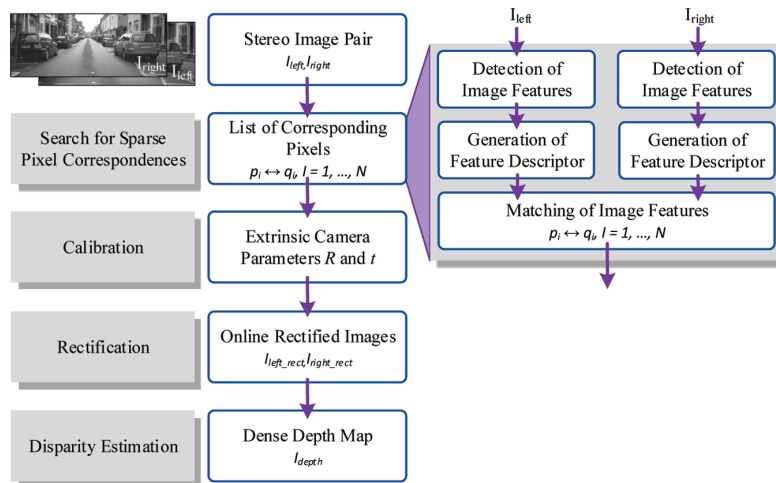 I_right
I_left
Stereo Image Pair
I_left,I_right
Search for Sparse
Pixel Correspondences
List of Corresponding
Pixels
p_i ↔ q_i, I = 1, ..., N
Calibration
Extrinsic Camera
Parameters R and t
Rectification
Online Rectified Images
I_left_rect,I_right_rect
Disparity Estimation
Dense Depth Map
I_depth
I_left
I_right
Detection of
Image Features
Detection of
Image Features
Generation of
Feature Descriptor
Generation of
Feature Descriptor
Matching of Image Features
p_i ↔ q_i, I = 1, ..., N